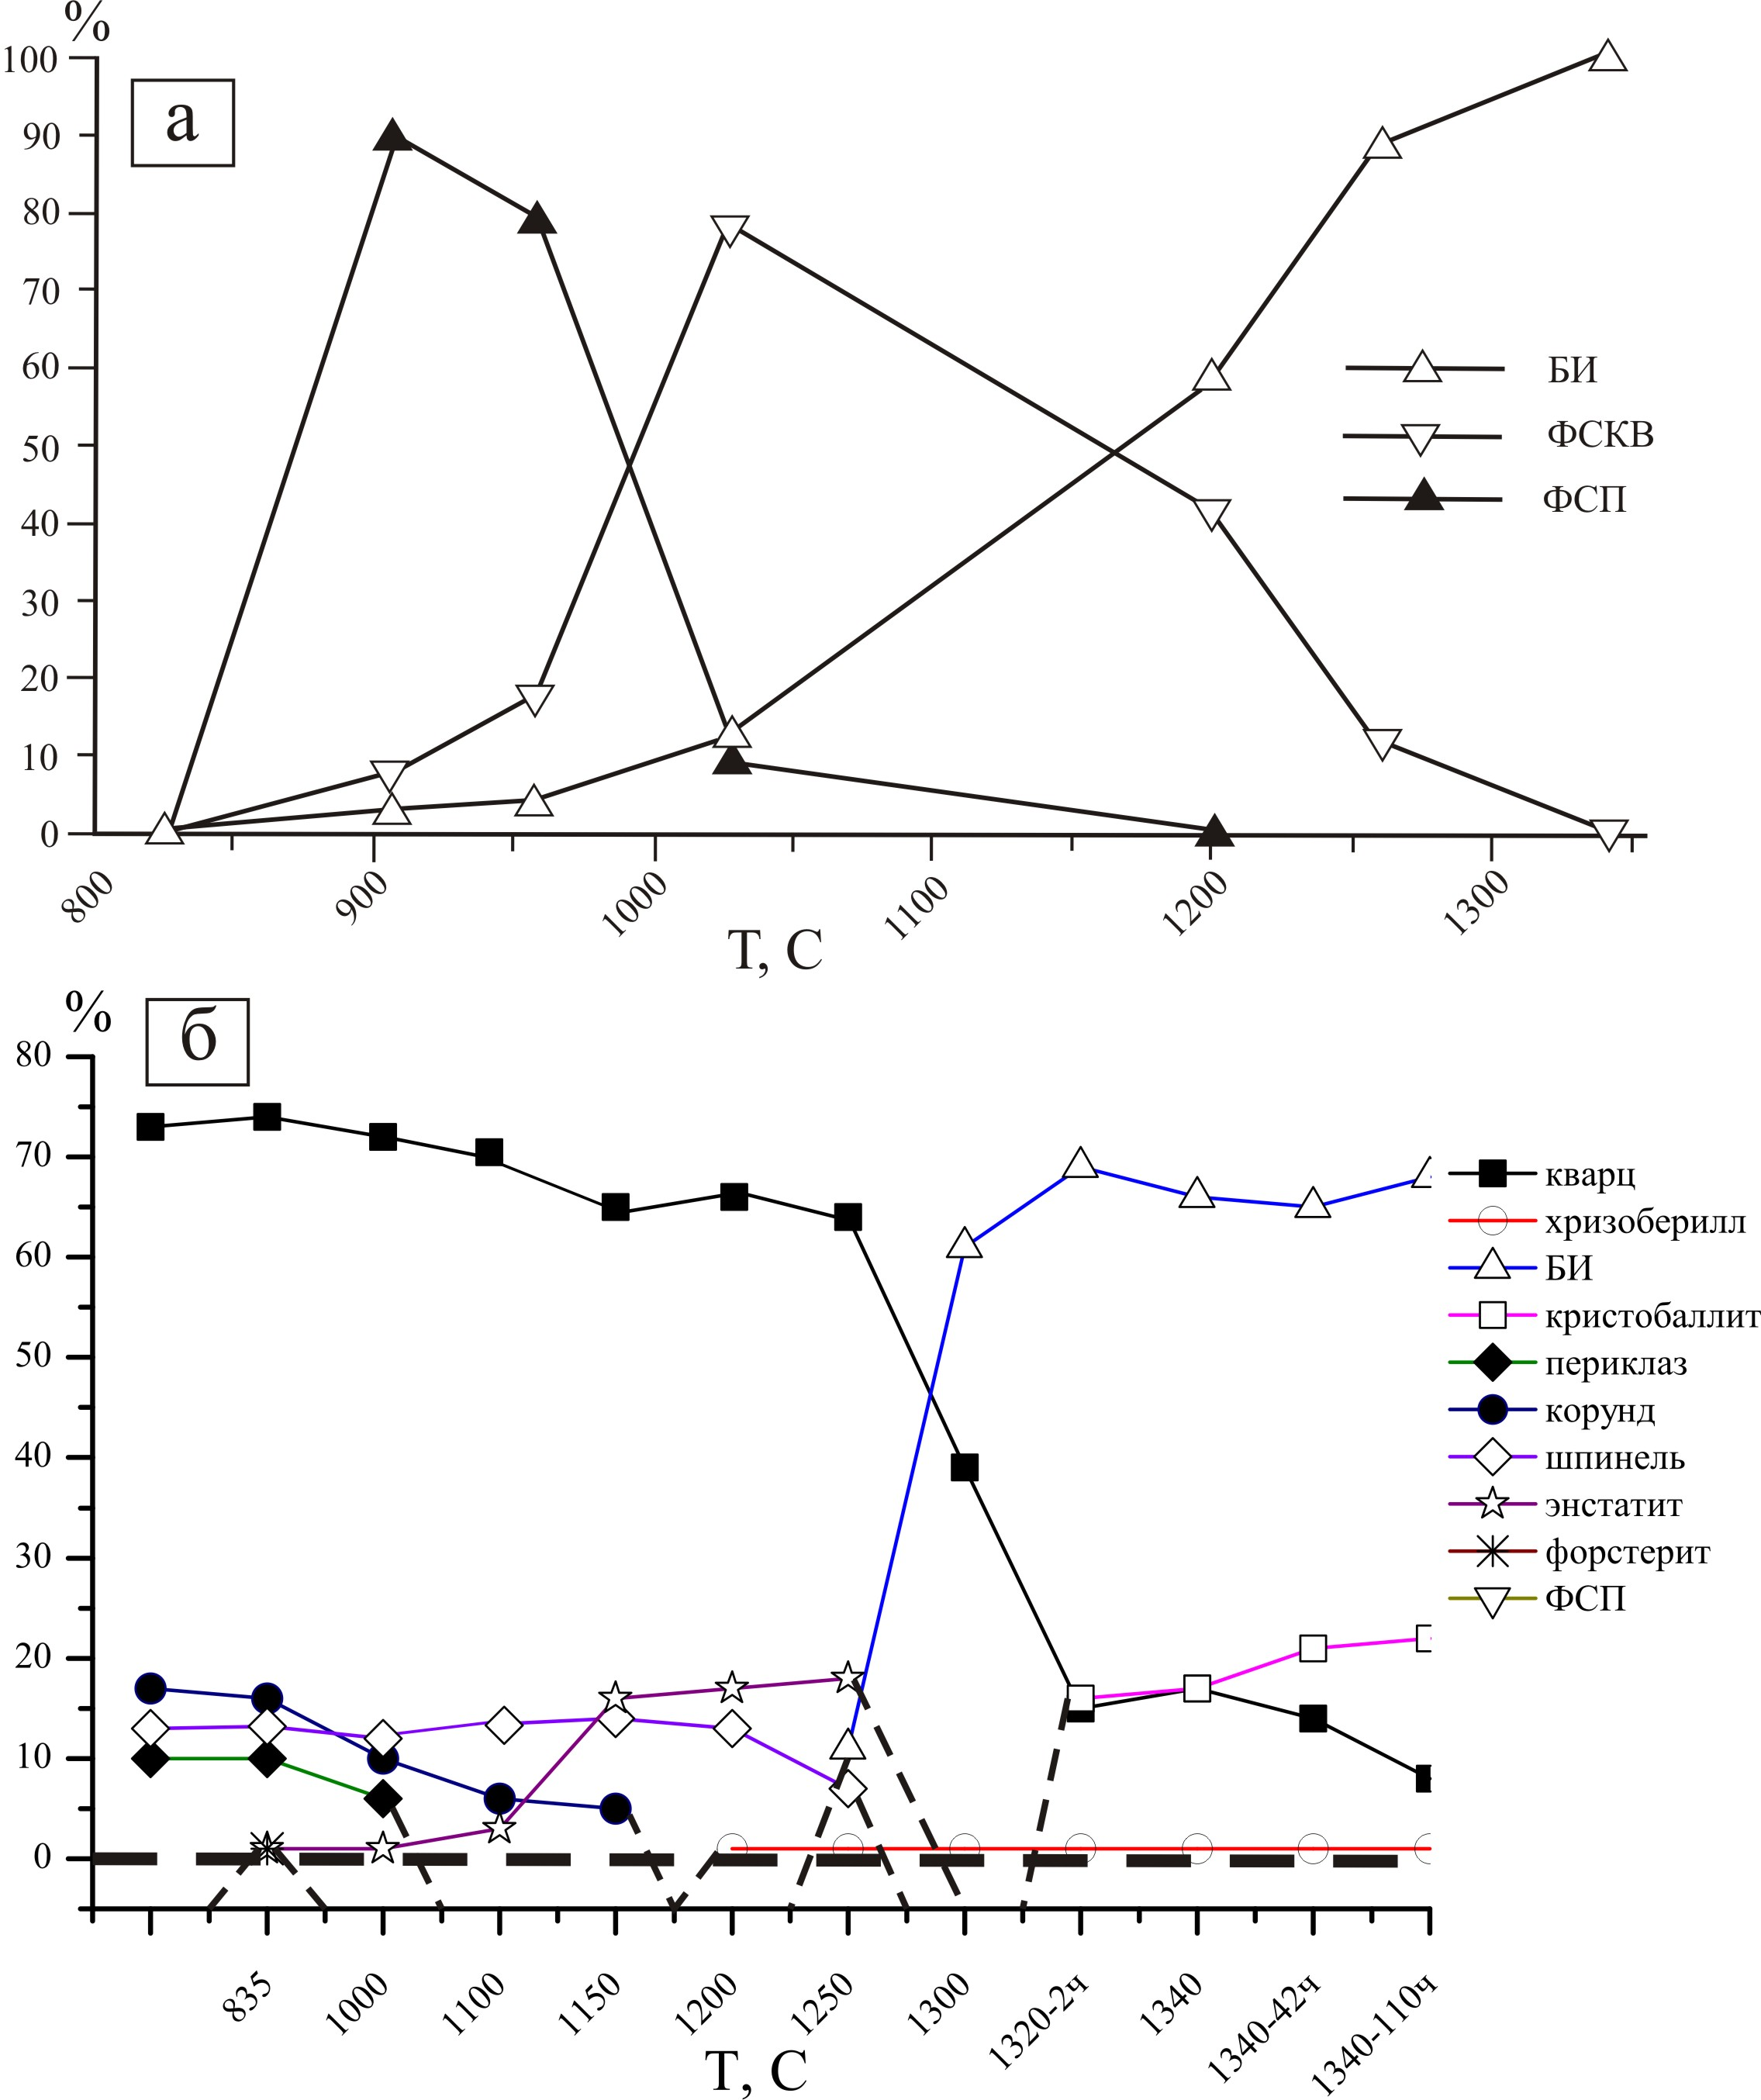 %
а
100
90
80
70
60
50
40
30
20
10
0
БИ
ФСКВ
ФСП
800
900
1000
1100
1200
1300
Т, С
%
б
80
70
60
50
40
30
20
10
0
кварц
хризоберилл
БИ
кристобаллит
периклаз
корунд
шпинель
энстатит
форстерит
ФСП
835
1000
1100
1150
1200
1250
1300
1320-2ч
1340
1340-42ч
1340-110ч
Т, С